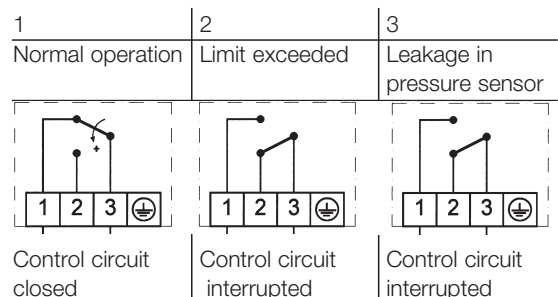 1 2 3
Normal operation Limit exceeded Leakage in
pressure sensor
+
1 2 3 1 2 3 1 2 3
Control circuit Control circuit Control circuit
closed interrupted interrupted